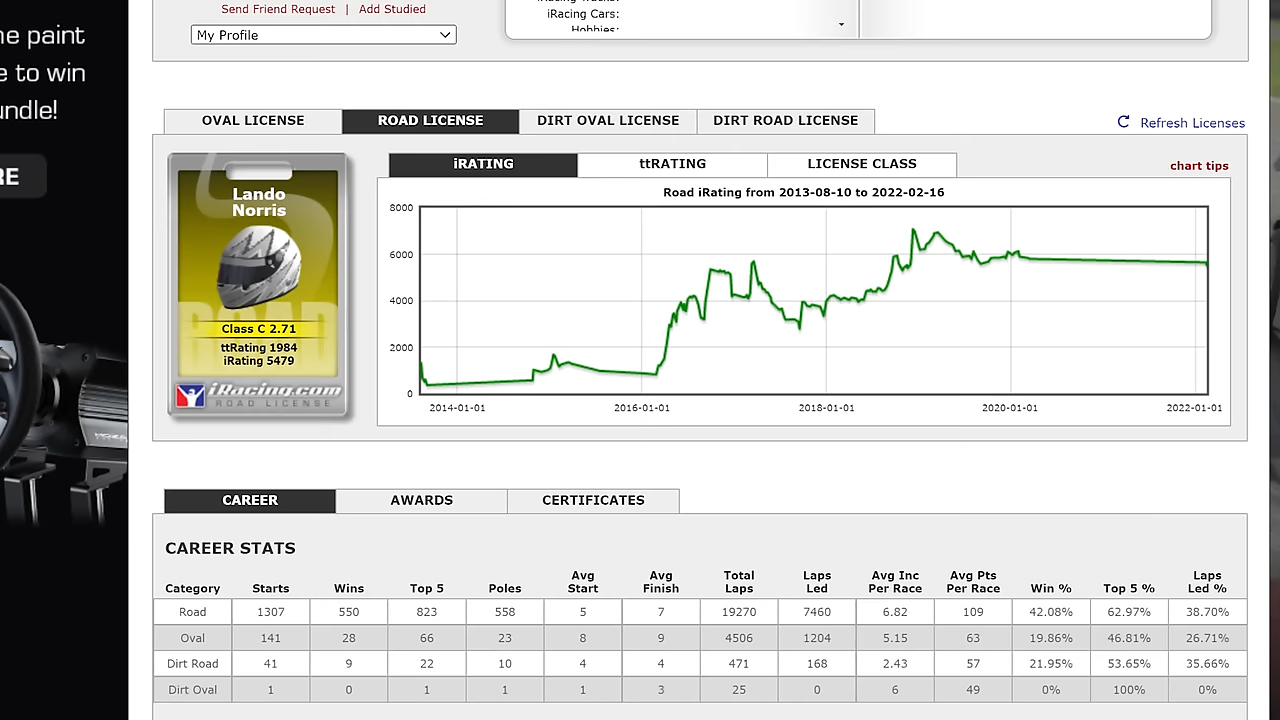 Send Friend Request | Add Studied
iRacing Cars:
Hobbies:
My Profile
ne paint
e to win
undle!
RE
OVAL LICENSE ROAD LICENSE DIRT OVAL LICENSE DIRT ROAD LICENSE
Refresh Licenses
iRATING ttRATING LICENSE CLASS
chart tips
Lando
Norris
ROAD
Class C 2.71
ttRating 1984
iRating 5479
iRacing.com
ROAD LICENSE
Road iRating from 2013-08-10 to 2022-02-16
8000
6000
4000
2000
0
2014-01-01 2016-01-01 2018-01-01 2020-01-01 2022-01-01
CAREER AWARDS CERTIFICATES
CAREER STATS
Category Starts Wins Top 5 Poles Avg Start Avg Finish Total Laps Laps Led Avg Inc Per Race Avg Pts Per Race Win % Top 5 % Laps Led %
Road 1307 550 823 558 5 7 19270 7460 6.82 109 42.08% 62.97% 38.70%
Oval 141 28 66 23 8 9 4506 1204 5.15 63 19.86% 46.81% 26.71%
Dirt Road 41 9 22 10 4 4 471 168 2.43 57 21.95% 53.65% 35.66%
Dirt Oval 1 0 1 1 1 3 25 0 6 49 0% 100% 0%